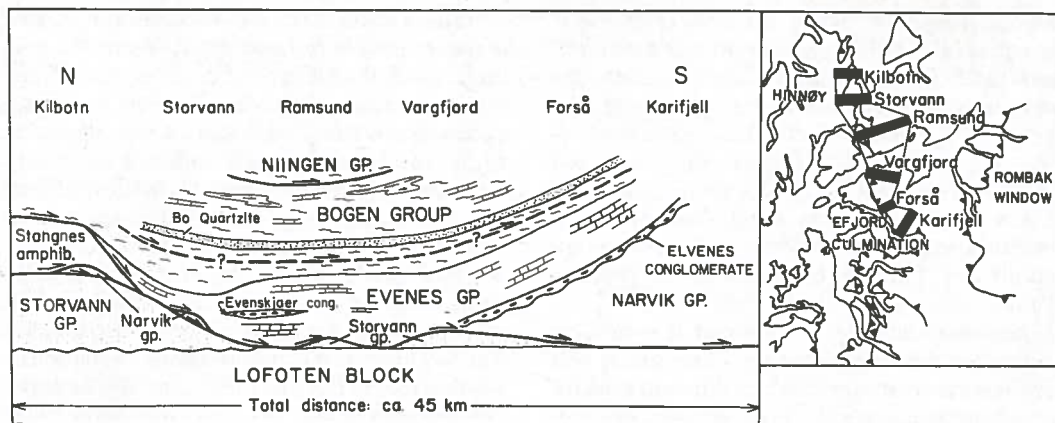 N S
Kilbotn Storvann Ramsund Vargfjord Forså Karifjell
NIINGEN GP.
Bo Quartzite
BOGEN GROUP
Stangnes
amphib.
?
?
ELVENES
CONGLOMERATE
Evenskjaer cong.
EVENES GP.
STORVANN
GP.
Narvik
gp.
Storvann
gp.
NARVIK GP.
LOFOTEN BLOCK
Total distance: ca. 45 km
Kilbotn
HINNØY
Storvann
Ramsund
Vargfjord
ROMBAK
WINDOW
Forså
EFJORD
Karifjell
CULMINATION